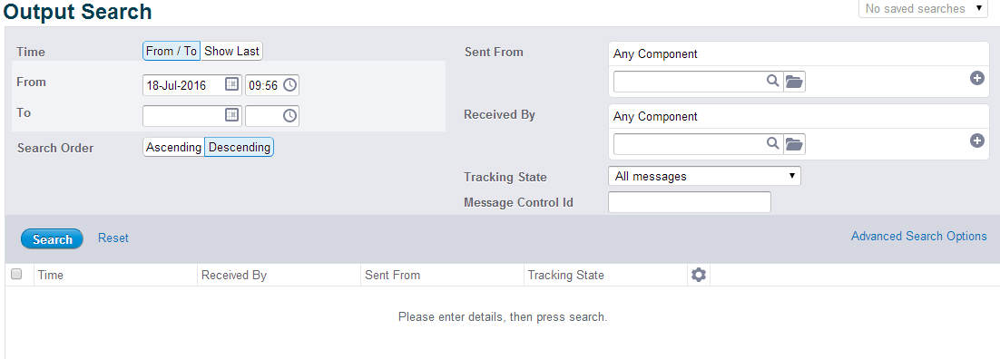 Output Search
No saved searches
Time
From / To
Show Last
From
18-Jul-2016
09:56
To
Search Order
Ascending
Descending
Sent From
Any Component
Received By
Any Component
Tracking State
All messages
Message Control Id
Search
Reset
Advanced Search Options
Time
Received By
Sent From
Tracking State
Please enter details, then press search.